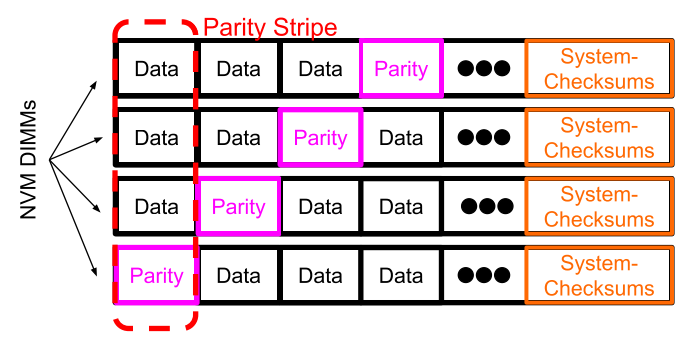 Parity Stripe
NVM DIMMs
Data Data Data Parity ●●● System-
Checksums
Data Data Parity Data ●●● System-
Checksums
Data Parity Data Data ●●● System-
Checksums
Parity Data Data Data ●●● System-
Checksums